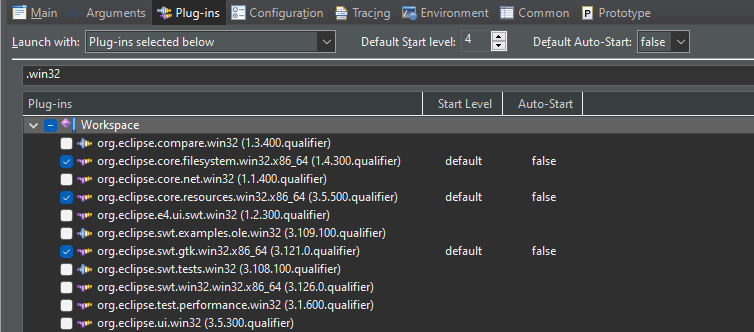 Main Arguments Plug-ins Configuration Tracing Environment Common Prototype
Launch with: Plug-ins selected below Default Start level: 4 Default Auto-Start: false
.win32
Plug-ins Start Level Auto-Start
Workspace
org.eclipse.compare.win32 (1.3.400.qualifier)
org.eclipse.core.filesystem.win32.x86_64 (1.4.300.qualifier) default false
org.eclipse.core.net.win32 (1.1.400.qualifier)
org.eclipse.core.resources.win32.x86_64 (3.5.500.qualifier) default false
org.eclipse.e4.ui.swt.win32 (1.2.300.qualifier)
org.eclipse.swt.examples.ole.win32 (3.109.100.qualifier)
org.eclipse.swt.gtk.win32.x86_64 (3.121.0.qualifier) default false
org.eclipse.swt.tests.win32 (3.108.100.qualifier)
org.eclipse.swt.win32.win32.x86_64 (3.126.0.qualifier)
org.eclipse.test.performance.win32 (3.1.600.qualifier)
org.eclipse.ui.win32 (3.5.300.qualifier)